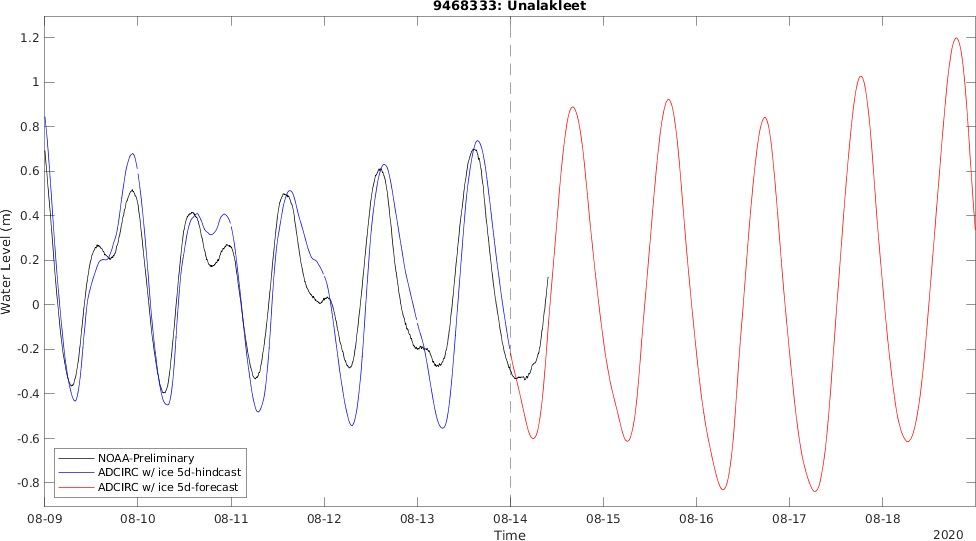 9468333: Unalakleet
Water Level (m)
1.2
1
0.8
0.6
0.4
0.2
0
-0.2
-0.4
-0.6
-0.8
NOAA-Preliminary
ADCIRC w/ ice 5d-hindcast
ADCIRC w/ ice 5d-forecast
08-09 08-10 08-11 08-12 08-13 08-14 08-15 08-16 08-17 08-18
Time
2020